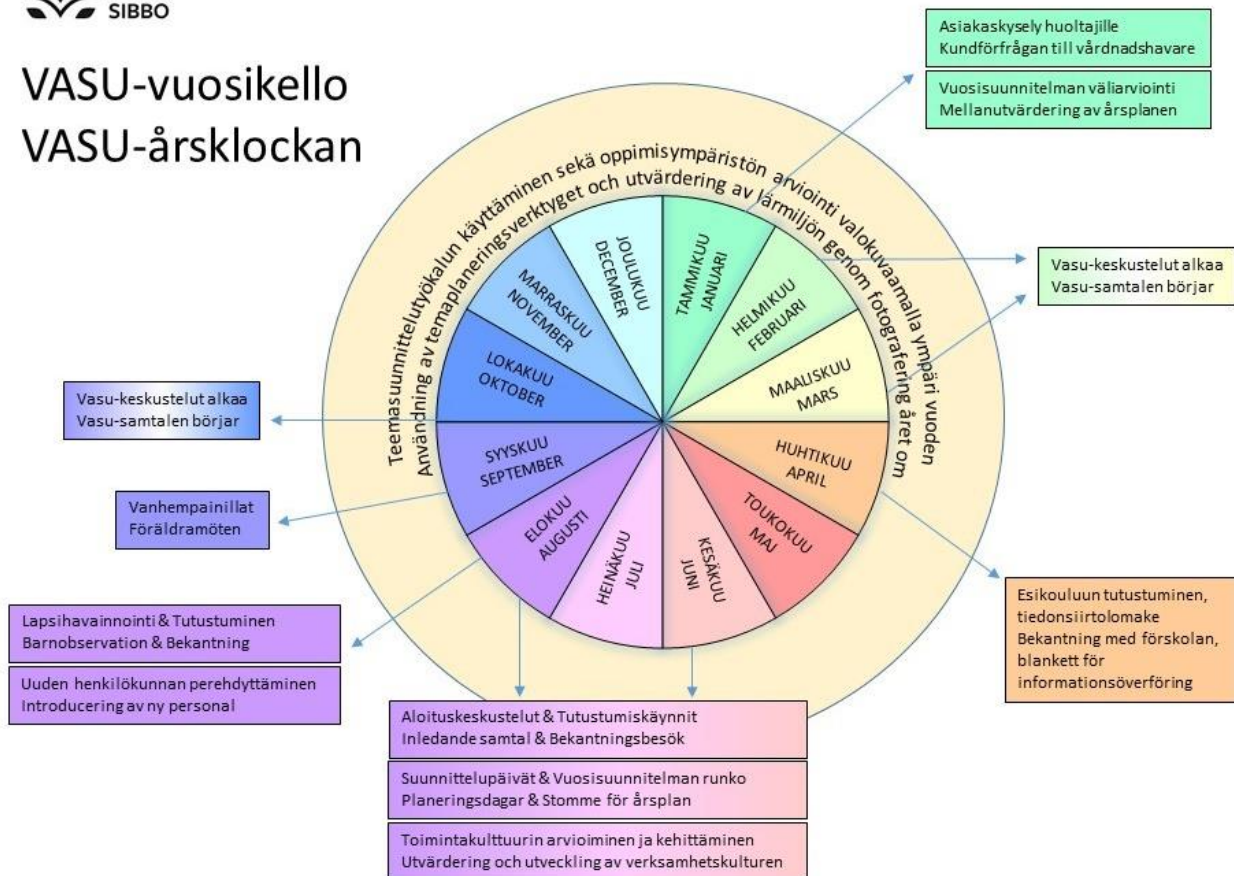 SIBBO
VASU-vuosikello
VASU-årsklockan
Asiakaskysely huoltajille
Kundförfrågan till vårdnadshavare
Vuosisuunnitelman väliarviointi
Mellanutvärdering av årsplanen
Teemasuunnittelutyökalun käyttäminen sekä oppimisympäristön arviointi valokuvaamalla ympäri vuoden
Användning av temaplaneringsverktyget och utvärdering av lärmiljön genom fotografering året om
TAMMIKUU
JANUARI
HELMIKUU
FEBRUARI
MAALISKUU
MARS
HUHTIKUU
APRIL
TOUKOKUU
MAJ
KESÄKUU
JUNI
HEINÄKUU
JULI
ELOKUU
AUGUSTI
SYYSKUU
SEPTEMBER
LOKAKUU
OKTOBER
MARRASKUU
NOVEMBER
JOULUKUU
DECEMBER
Vasu-keskustelut alkaa
Vasu-samtalen börjar
Vasu-keskustelut alkaa
Vasu-samtalen börjar
Vanhempainillat
Föräldramöten
Lapsihavainnointi & Tutustuminen
Barnobservation & Bekantning
Uuden henkilökunnan perehdyttäminen
Introducering av ny personal
Esikouluun tutustuminen,
tiedonsiirtolomake
Bekantning med förskolan,
blankett för
informationsöverföring
Aloituskeskustelut & Tutustumiskäynnit
Inledande samtal & Bekantningsbesök
Suunnittelupäivät & Vuosisuunnitelman runko
Planeringsdagar & Stomme för årsplan
Toimintakulttuurin arvioiminen ja kehittäminen
Utvärdering och utveckling av verksamhetskulturen